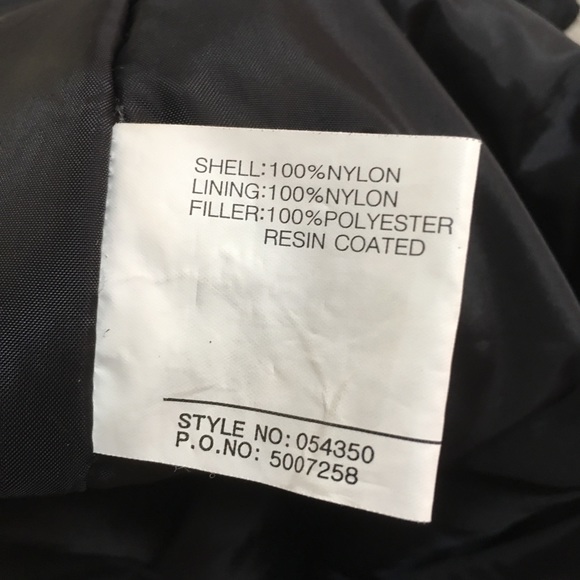 SHELL:100%NYLON
LINING:100%NYLON
FILLER:100%POLYESTER
RESIN COATED
STYLE NO: 054350
P.O.NO: 5007258